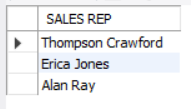 SALES REP
Thompson Crawford
Erica Jones
Alan Ray